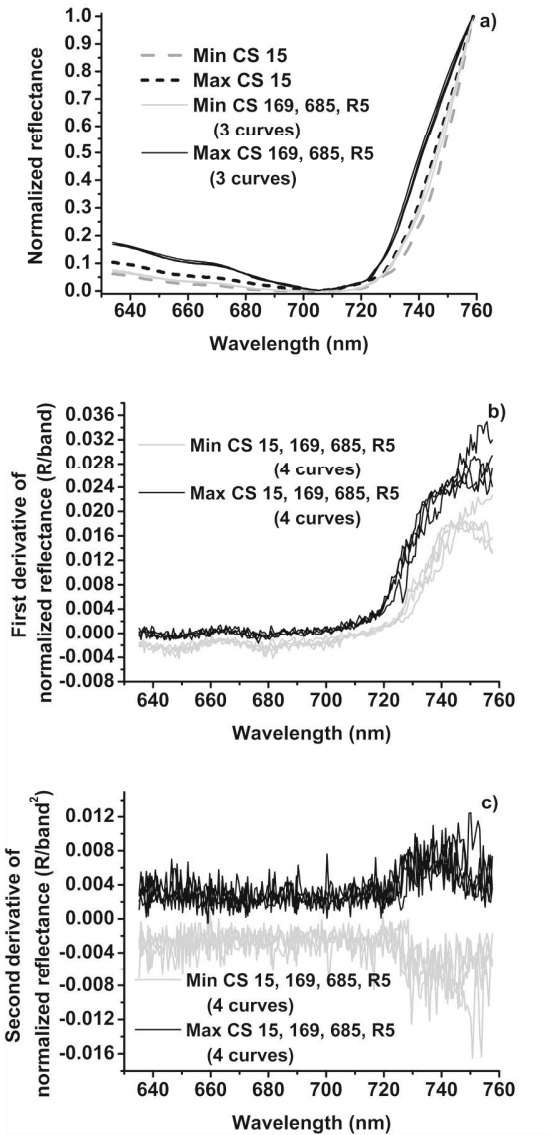 a)
1.0
0.9
0.8
0.7
0.6
0.5
0.4
0.3
0.2
0.1
0.0
Normalized reflectance
Min CS 15
Max CS 15
Min CS 169, 685, R5
(3 curves)
Max CS 169, 685, R5
(3 curves)
640 660 680 700 720 740 760
Wavelength (nm)
b)
0.036
0.032
0.028
0.024
0.020
0.016
0.012
0.008
0.004
0.000
-0.004
-0.008
First derivative of
normalized reflectance (R/band)
Min CS 15, 169, 685, R5
(4 curves)
Max CS 15, 169, 685, R5
(4 curves)
640 660 680 700 720 740 760
Wavelength (nm)
c)
0.012
0.008
0.004
0.000
-0.004
-0.008
-0.012
-0.016
Second derivative of
normalized reflectance (R/band²)
Min CS 15, 169, 685, R5
(4 curves)
Max CS 15, 169, 685, R5
(4 curves)
640 660 680 700 720 740 760
Wavelength (nm)